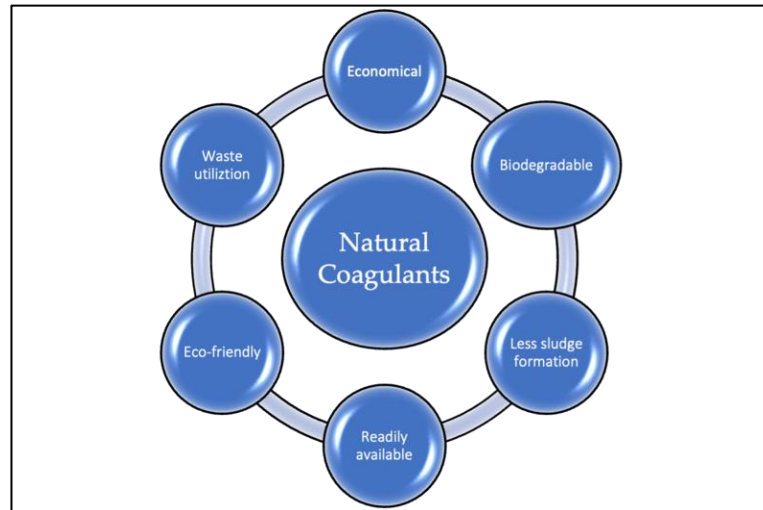 Economical
Biodegradable
Less sludge
formation
Readily
available
Eco-friendly
Waste
utiliztion
Natural
Coagulants